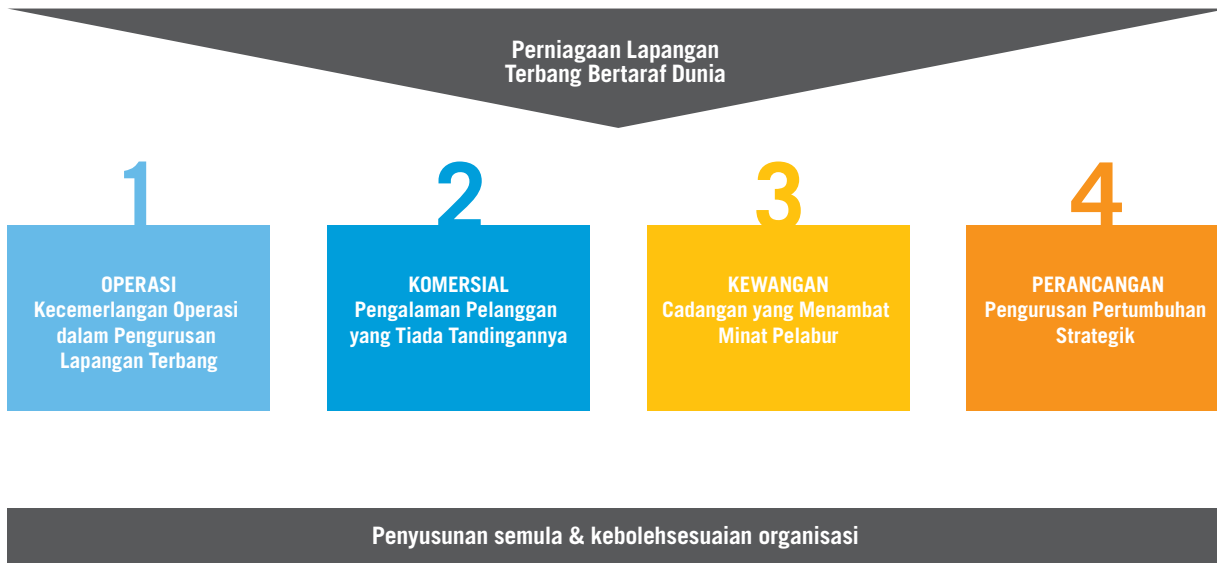 Perniagaan Lapangan
Terbang Bertaraf Dunia
1
OPERASI
Kecemerlangan Operasi
dalam Pengurusan
Lapangan Terbang
2
KOMERSIAL
Pengalaman Pelanggan
yang Tiada Tandingannya
3
KEWANGAN
Cadangan yang Menambat
Minat Pelabur
4
PERANCANGAN
Pengurusan Pertumbuhan
Strategik
Penyusunan semula & kebolehsesuaian organisasi